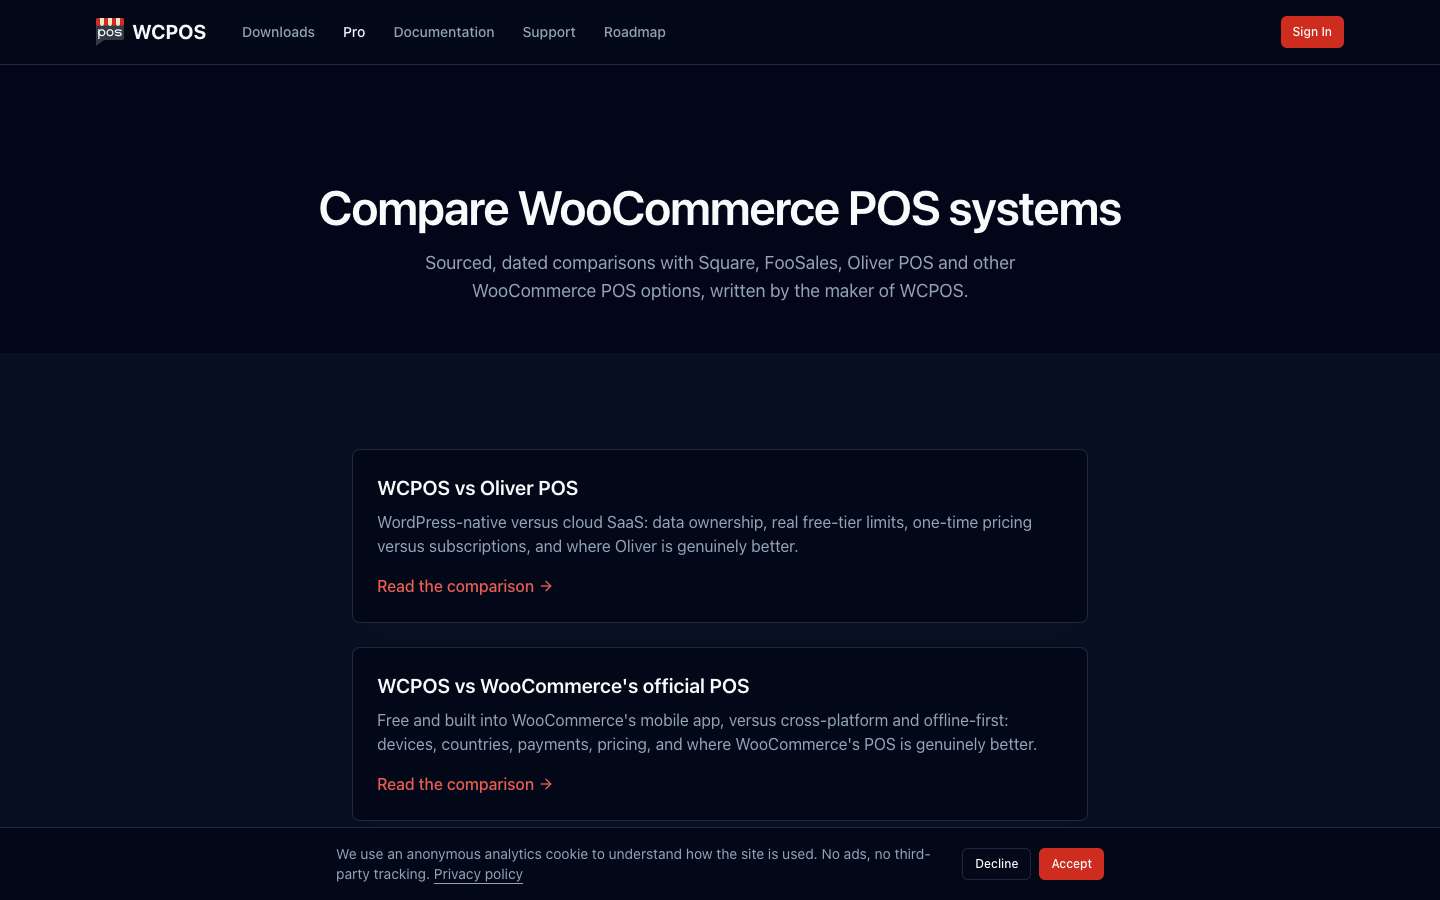 pos WCPOS Downloads Pro Documentation Support Roadmap Sign In
Compare WooCommerce POS systems
Sourced, dated comparisons with Square, FooSales, Oliver POS and other
WooCommerce POS options, written by the maker of WCPOS.
WCPOS vs Oliver POS
WordPress-native versus cloud SaaS: data ownership, real free-tier limits, one-time pricing
versus subscriptions, and where Oliver is genuinely better.
Read the comparison →
WCPOS vs WooCommerce's official POS
Free and built into WooCommerce's mobile app, versus cross-platform and offline-first:
devices, countries, payments, pricing, and where WooCommerce's POS is genuinely better.
Read the comparison →
We use an anonymous analytics cookie to understand how the site is used. No ads, no third-
party tracking. Privacy policy
Decline Accept